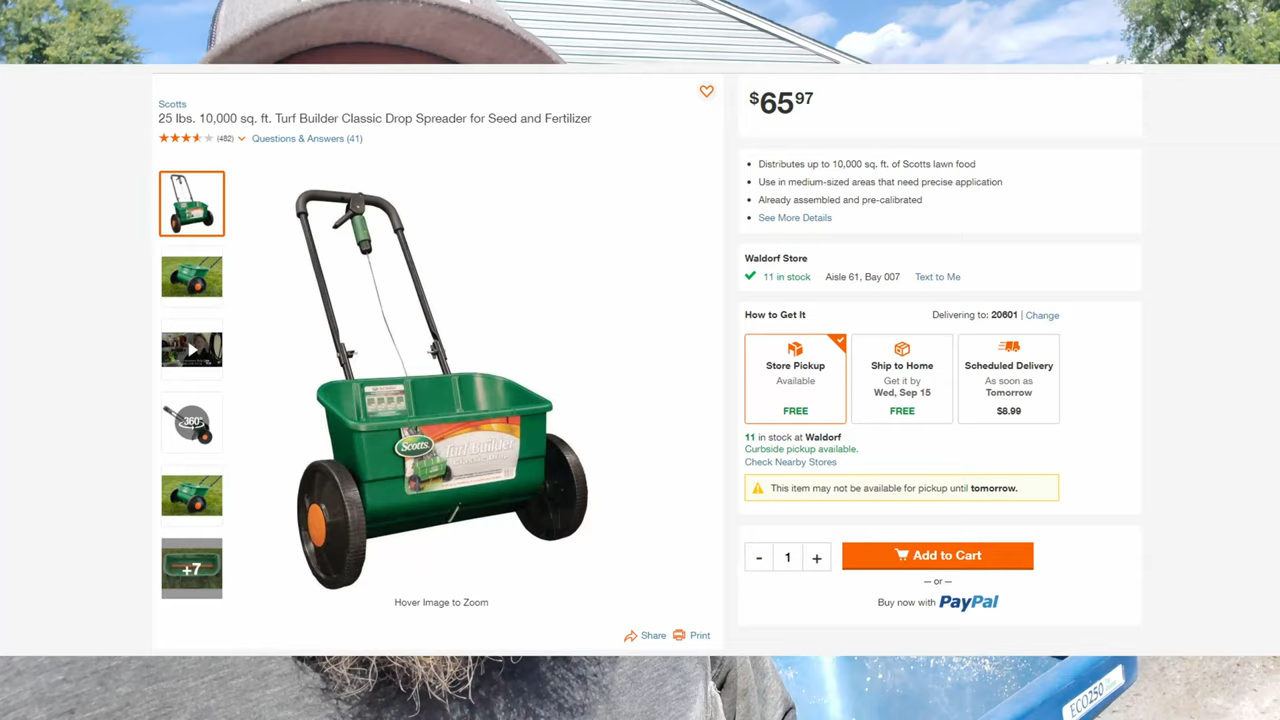 Scotts
25 lbs. 10,000 sq. ft. Turf Builder Classic Drop Spreader for Seed and Fertilizer
(482) Questions & Answers (41)
360°
+7
Scotts.
Turf Builder
Hover Image to Zoom
Share Print
$65 97
Distributes up to 10,000 sq. ft. of Scotts lawn food
Use in medium-sized areas that need precise application
Already assembled and pre-calibrated
See More Details
Waldorf Store
11 in stock Aisle 61, Bay 007 Text to Me
How to Get It Delivering to: 20601 | Change
Store Pickup
Available
FREE
Ship to Home
Get it by
Wed, Sep 15
FREE
Scheduled Delivery
As soon as
Tomorrow
$8.99
11 in stock at Waldorf
Curbside pickup available.
Check Nearby Stores
This item may not be available for pickup until tomorrow.
- 1 +
Add to Cart
— or —
Buy now with PayPal
ECO250